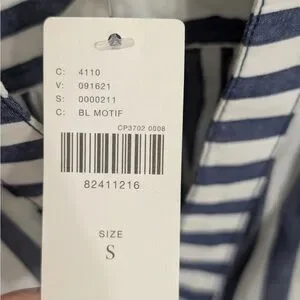 C: 4110
V: 091621
S: 0000211
C: BL MOTIF
CP3702 0008
82411216
SIZE
S